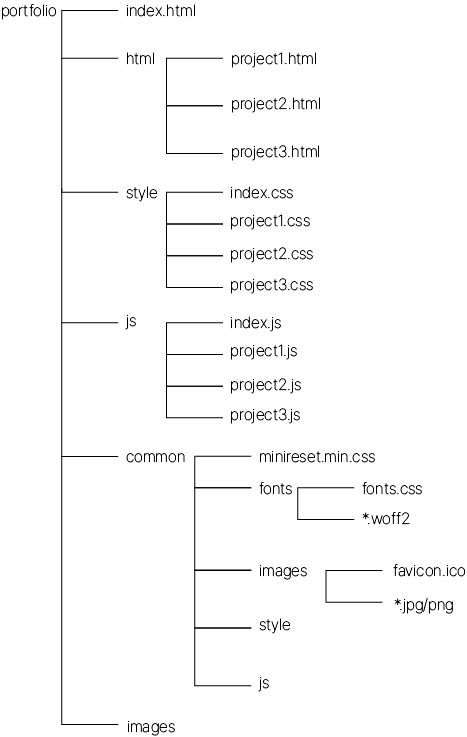 portfolio
index.html
html
project1.html
project2.html
project3.html
style
index.css
project1.css
project2.css
project3.css
js
index.js
project1.js
project2.js
project3.js
common
minireset.min.css
fonts
fonts.css
*.woff2
images
favicon.ico
*.jpg/png
style
js
images